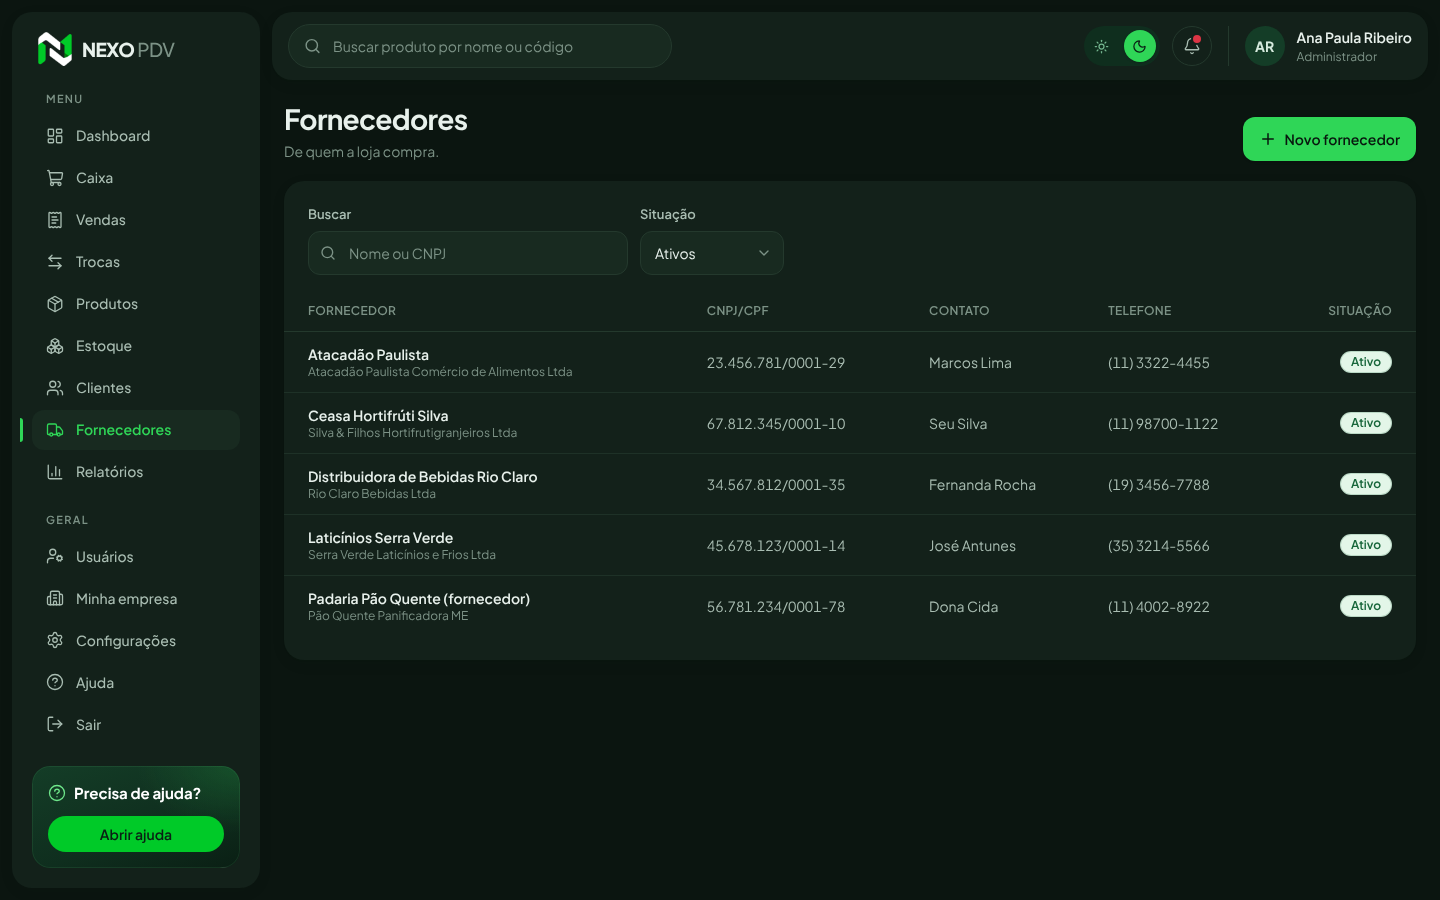 NEXO PDV
Buscar produto por nome ou código
AR
Ana Paula Ribeiro
Administrador
MENU
Dashboard
Caixa
Vendas
Trocas
Produtos
Estoque
Clientes
Fornecedores
Relatórios
GERAL
Usuários
Minha empresa
Configurações
Ajuda
Sair
Precisa de ajuda?
Abrir ajuda
Fornecedores
De quem a loja compra.
Novo fornecedor
Buscar
Situação
Nome ou CNPJ
Ativos
FORNECEDOR CNPJ/CPF CONTATO TELEFONE SITUAÇÃO
Atacadão Paulista
Atacadão Paulista Comércio de Alimentos Ltda
23.456.781/0001-29 Marcos Lima (11) 3322-4455 Ativo
Ceasa Hortifrúti Silva
Silva & Filhos Hortifrutigranjeiros Ltda
67.812.345/0001-10 Seu Silva (11) 98700-1122 Ativo
Distribuidora de Bebidas Rio Claro
Rio Claro Bebidas Ltda
34.567.812/0001-35 Fernanda Rocha (19) 3456-7788 Ativo
Laticínios Serra Verde
Serra Verde Laticínios e Frios Ltda
45.678.123/0001-14 José Antunes (35) 3214-5566 Ativo
Padaria Pão Quente (fornecedor)
Pão Quente Panificadora ME
56.781.234/0001-78 Dona Cida (11) 4002-8922 Ativo